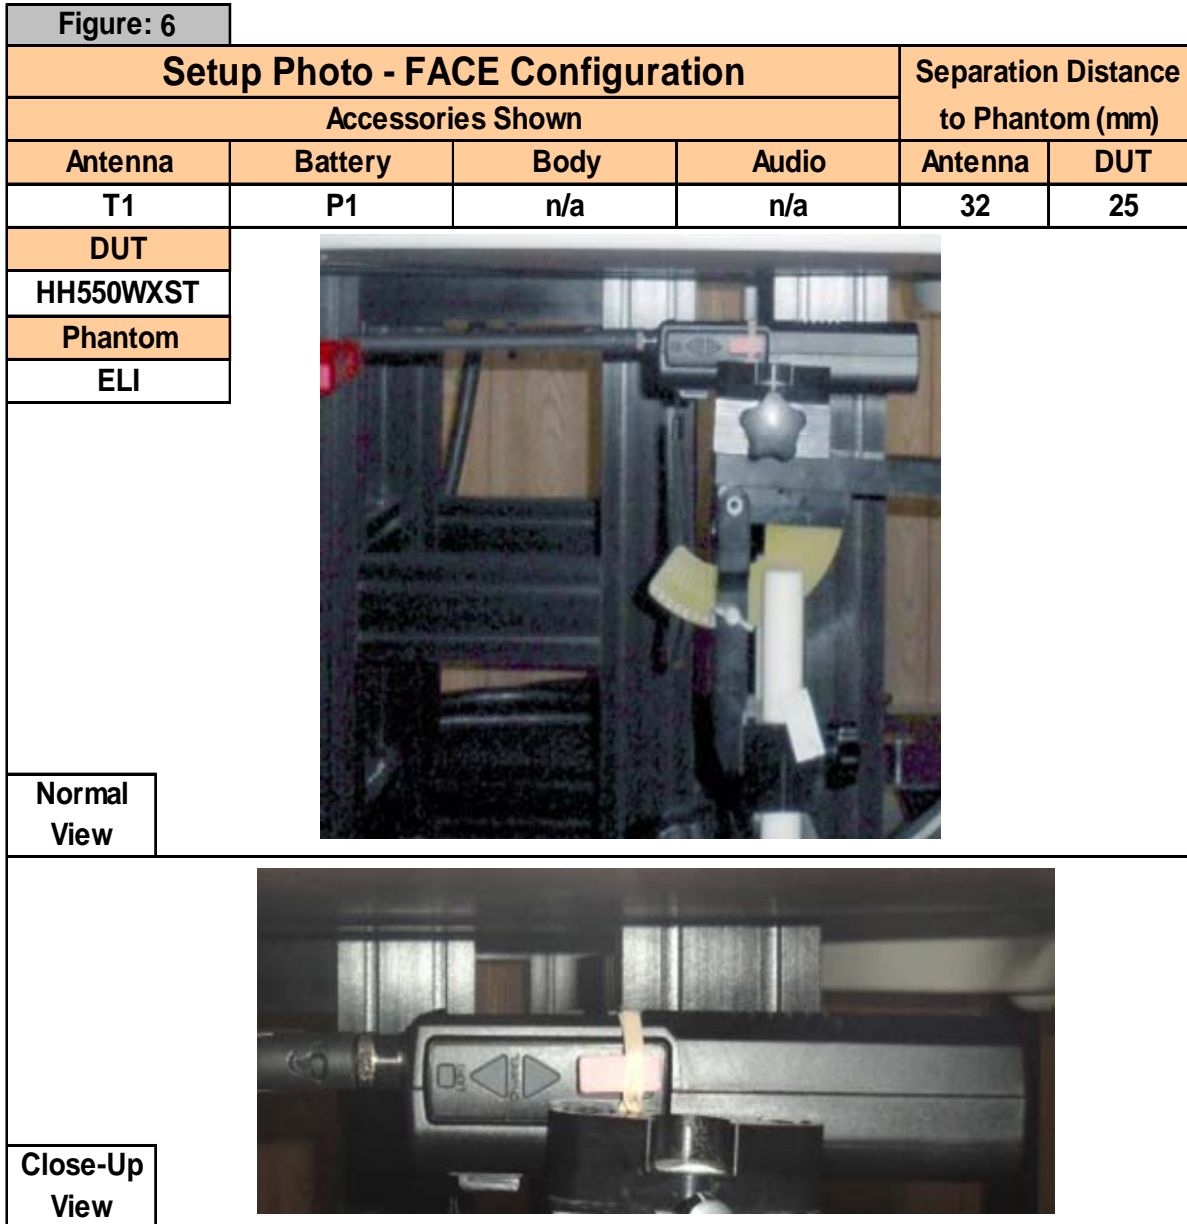 Figure: 6
Setup Photo - FACE Configuration
Separation Distance
to Phantom (mm)
Accessories Shown
Antenna Battery Body Audio Antenna DUT
T1 P1 n/a n/a 32 25
DUT
HH550WXST
Phantom
ELI
Normal
View
Close-Up
View
CHANNEL